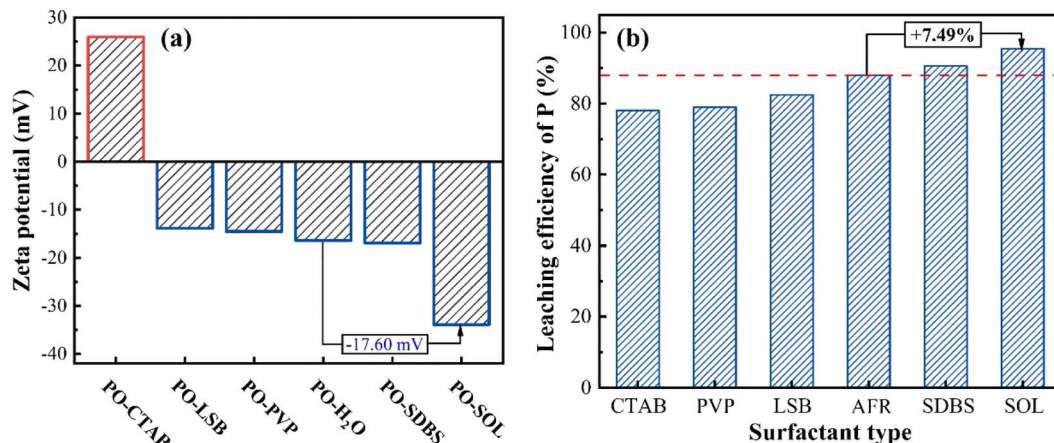 (a)
Zeta potential (mV)
30
20
10
0
-10
-20
-30
-40
-17.60 mV
PO-CTAB
PO-LSB
PO-PVP
PO-H₂O
PO-SDBS
PO-SOL
(b)
+7.49%
Leaching efficiency of P (%)
100
80
60
40
20
0
CTAB PVP LSB AFR SDBS SOL
Surfactant type